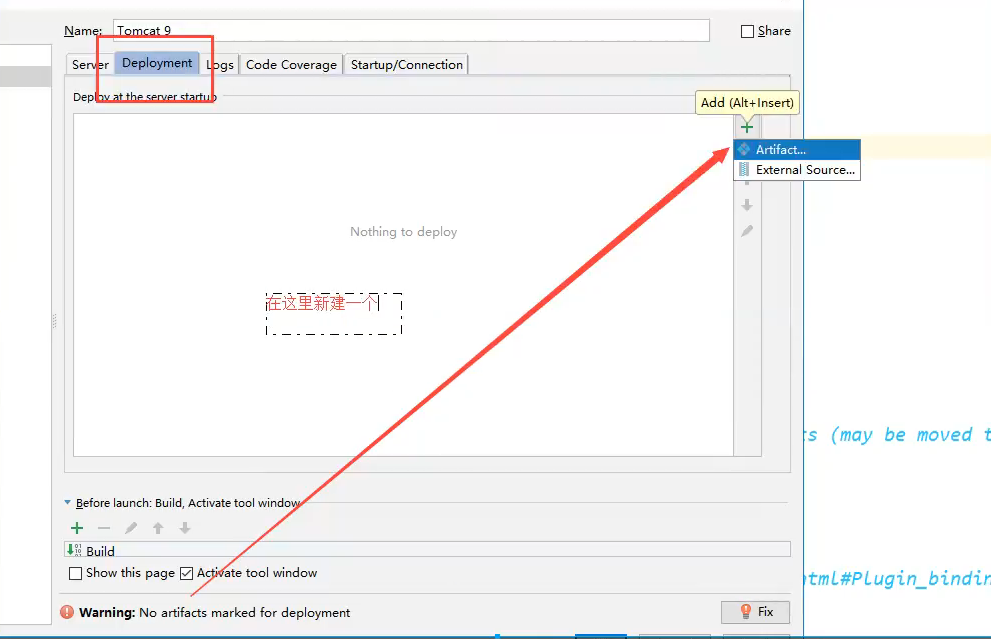 Name: Tomcat 9
Share
Server Deployment Logs Code Coverage Startup/Connection
Deploy at the server startup
Add (Alt+Insert)
Artifact...
External Source...
Nothing to deploy
在这里新建一个
(may be moved
Before launch: Build, Activate tool window
Build
html#Plugin_bindin
Show this page Activate tool window
Warning: No artifacts marked for deployment
Fix